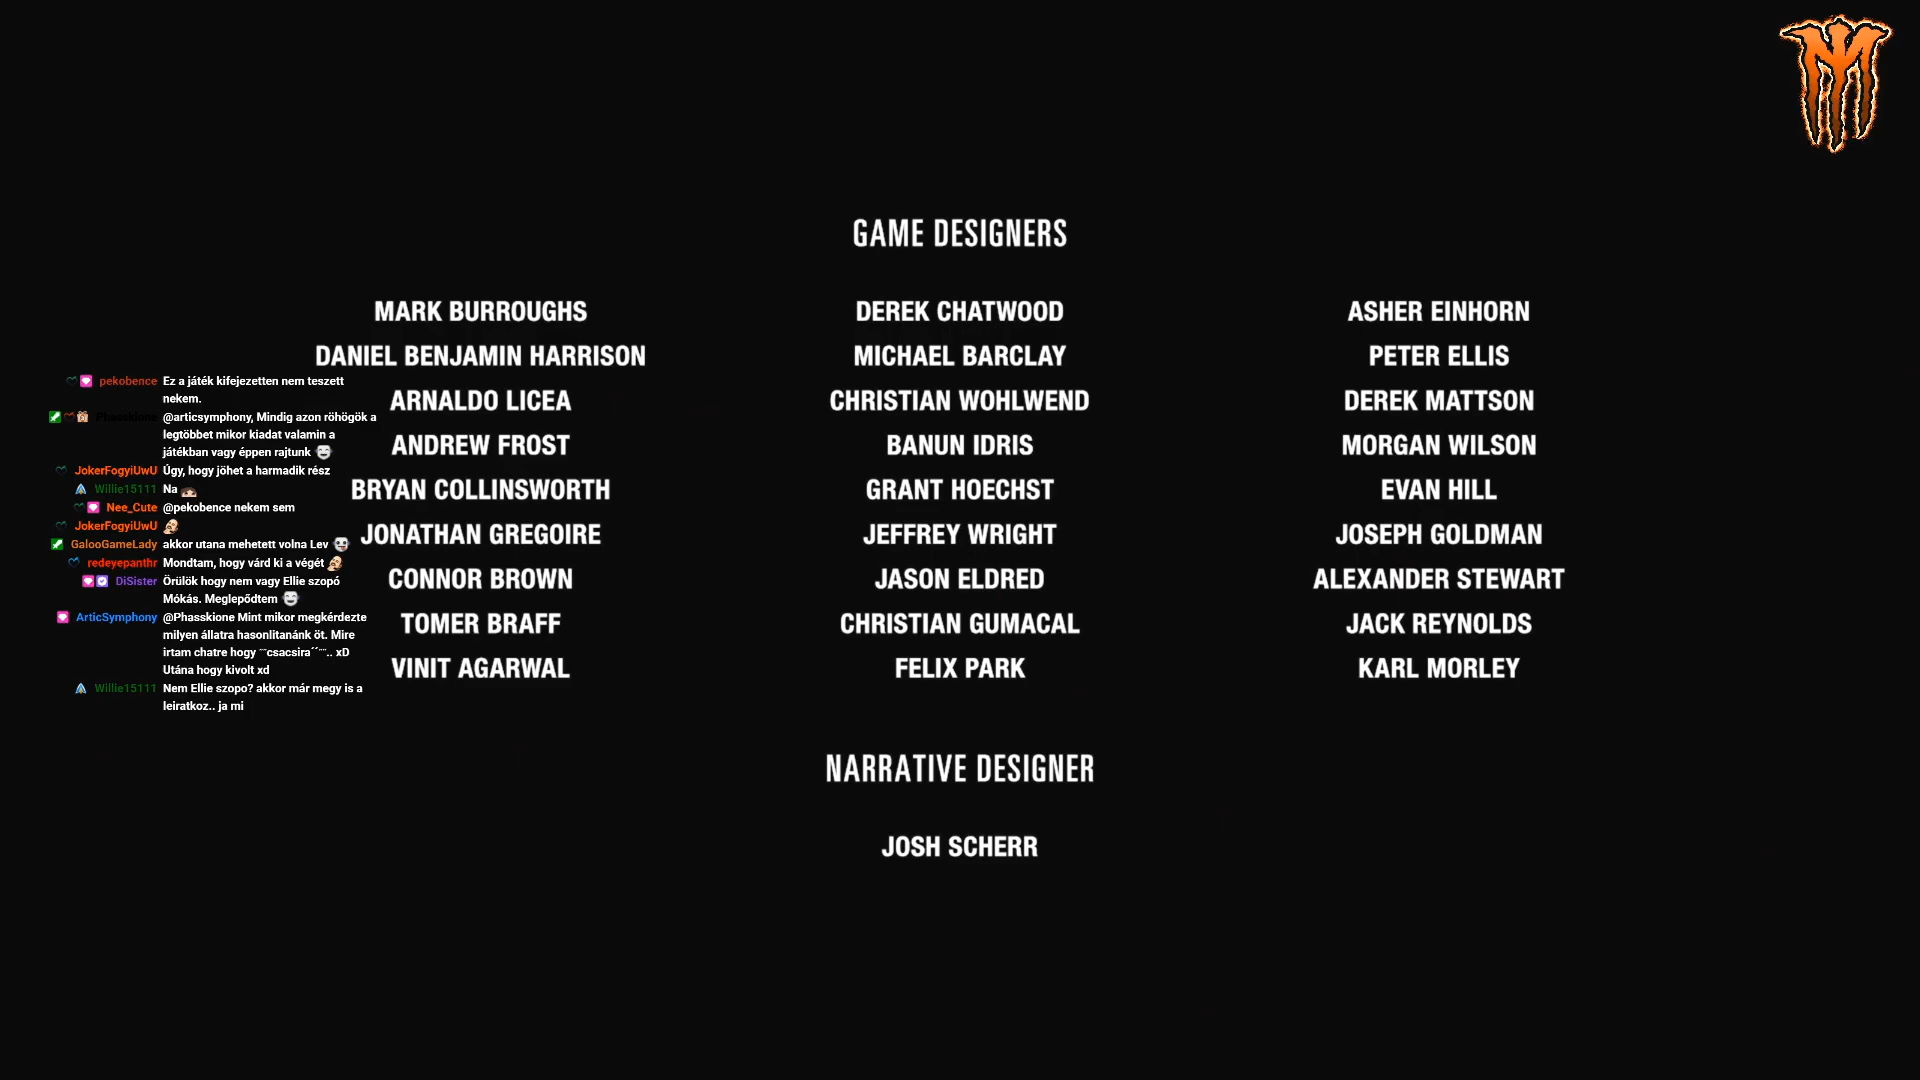 GAME DESIGNERS
MARK BURROUGHS DEREK CHATWOOD ASHER EINHORN
DANIEL BENJAMIN HARRISON MICHAEL BARCLAY PETER ELLIS
ARNALDO LICEA CHRISTIAN WOHLWEND DEREK MATTSON
ANDREW FROST BANUN IDRIS MORGAN WILSON
BRYAN COLLINSWORTH GRANT HOECHST EVAN HILL
JONATHAN GREGOIRE JEFFREY WRIGHT JOSEPH GOLDMAN
CONNOR BROWN JASON ELDRED ALEXANDER STEWART
TOMER BRAFF CHRISTIAN GUMACAL JACK REYNOLDS
VINIT AGARWAL FELIX PARK KARL MORLEY
NARRATIVE DESIGNER
JOSH SCHERR
pekobence Ez a játék kifejezetten nem teszett
nekem.
Phasskione @articsymphony, Mindig azon röhögök a
legtöbbet mikor kiadat valamin a
játékban vagy éppen rajtunk
JokerFogyiUwU Úgy, hogy jöhet a harmadik rész
Willie15111 Na
Nee_Cute @pekobence nekem sem
JokerFogyiUwU
GalooGameLady akkor utana mehetett volna Lev
redeyepanthr Mondtam, hogy várd ki a végét
DiSister Örülök hogy nem vagy Ellie szopó
Mókás. Meglepődtem
ArticSymphony @Phasskione Mint mikor megkérdezte
milyen állatra hasonlitanánk öt. Mire
irtam chatre hogy ˝˝csacsira´´˝˝.. xD
Utána hogy kivolt xd
Willie15111 Nem Ellie szopo? akkor már megy is a
leiratkoz.. ja mi